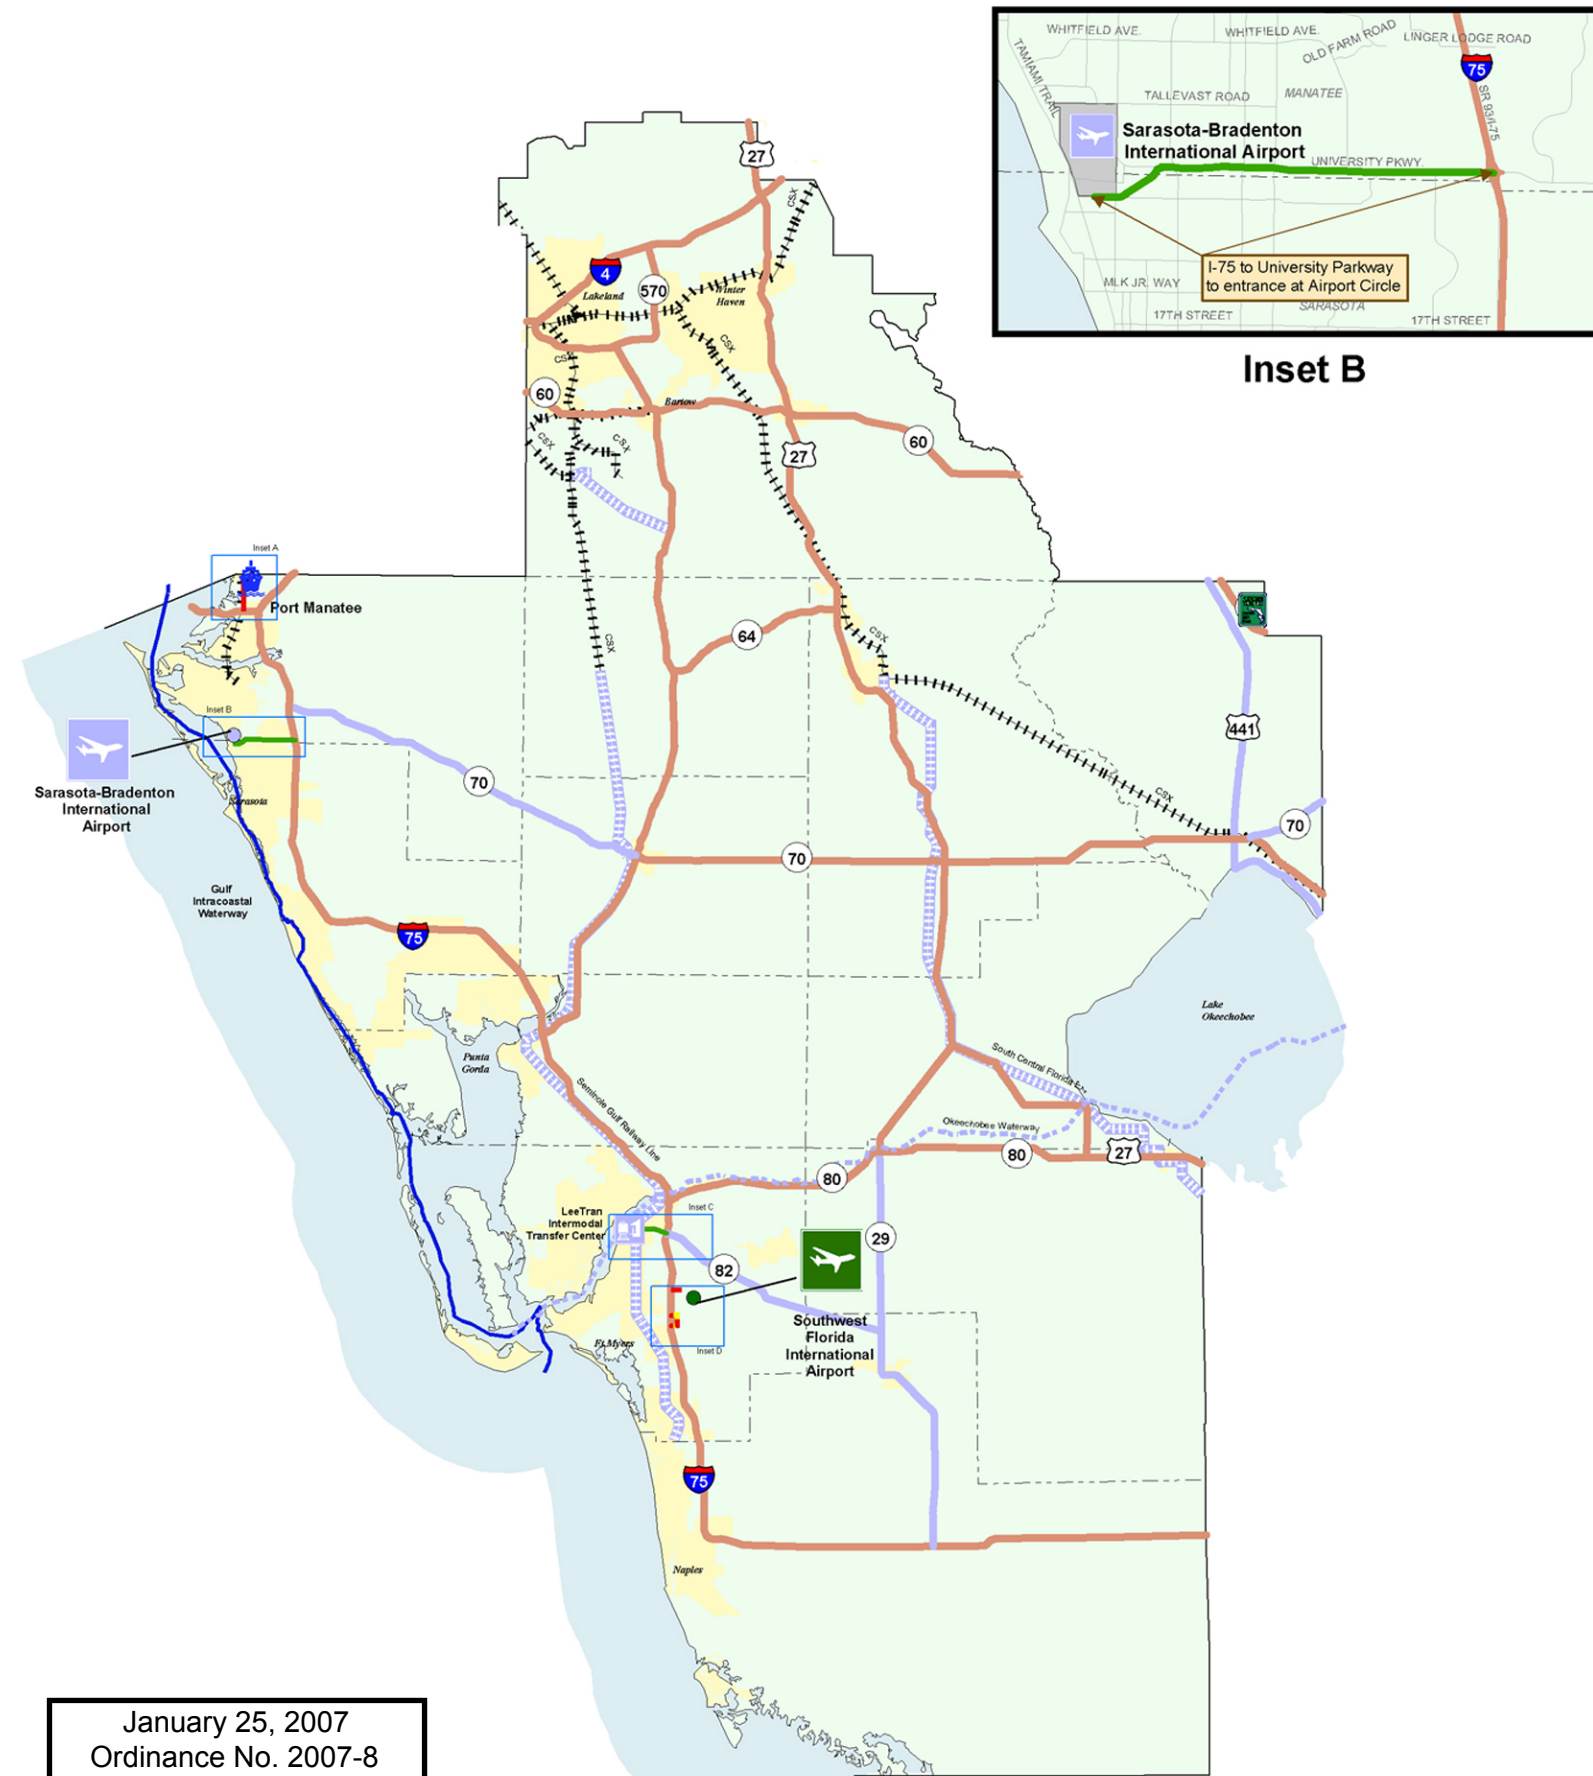 WHITFIELD AVE.
WHITFIELD AVE.
OLD FARM ROAD
LINGER LODGE ROAD
TAMIAMI TRAIL
75
SR 93/I-75
TALLEVAST ROAD
MANATEE
Sarasota-Bradenton
International Airport
UNIVERSITY PKWY.
I-75 to University Parkway
to entrance at Airport Circle
MLK JR. WAY
SARASOTA
17TH STREET
17TH STREET
Inset B
27
CSX
4
Lakeland
570
Winter
Haven
CSX
CSX
60
Bartow
CSX
CSX
60
27
Inset A
Port Manatee
64
CSX
CSX
Inset B
441
Sarasota-Bradenton
International
Airport
70
Sarasota
CSX
70
70
Gulf
Intracoastal
Waterway
75
Lake
Okeechobee
Punta
Gorda
South Central Florida
Seminole Gulf Railway Line
Okeechobee Waterway
80
27
80
LeeTran
Intermodal
Transfer Center
Inset C
29
82
Southwest
Florida
International
Airport
Ft.Myers
Inset D
75
Naples
January 25, 2007
Ordinance No. 2007-8